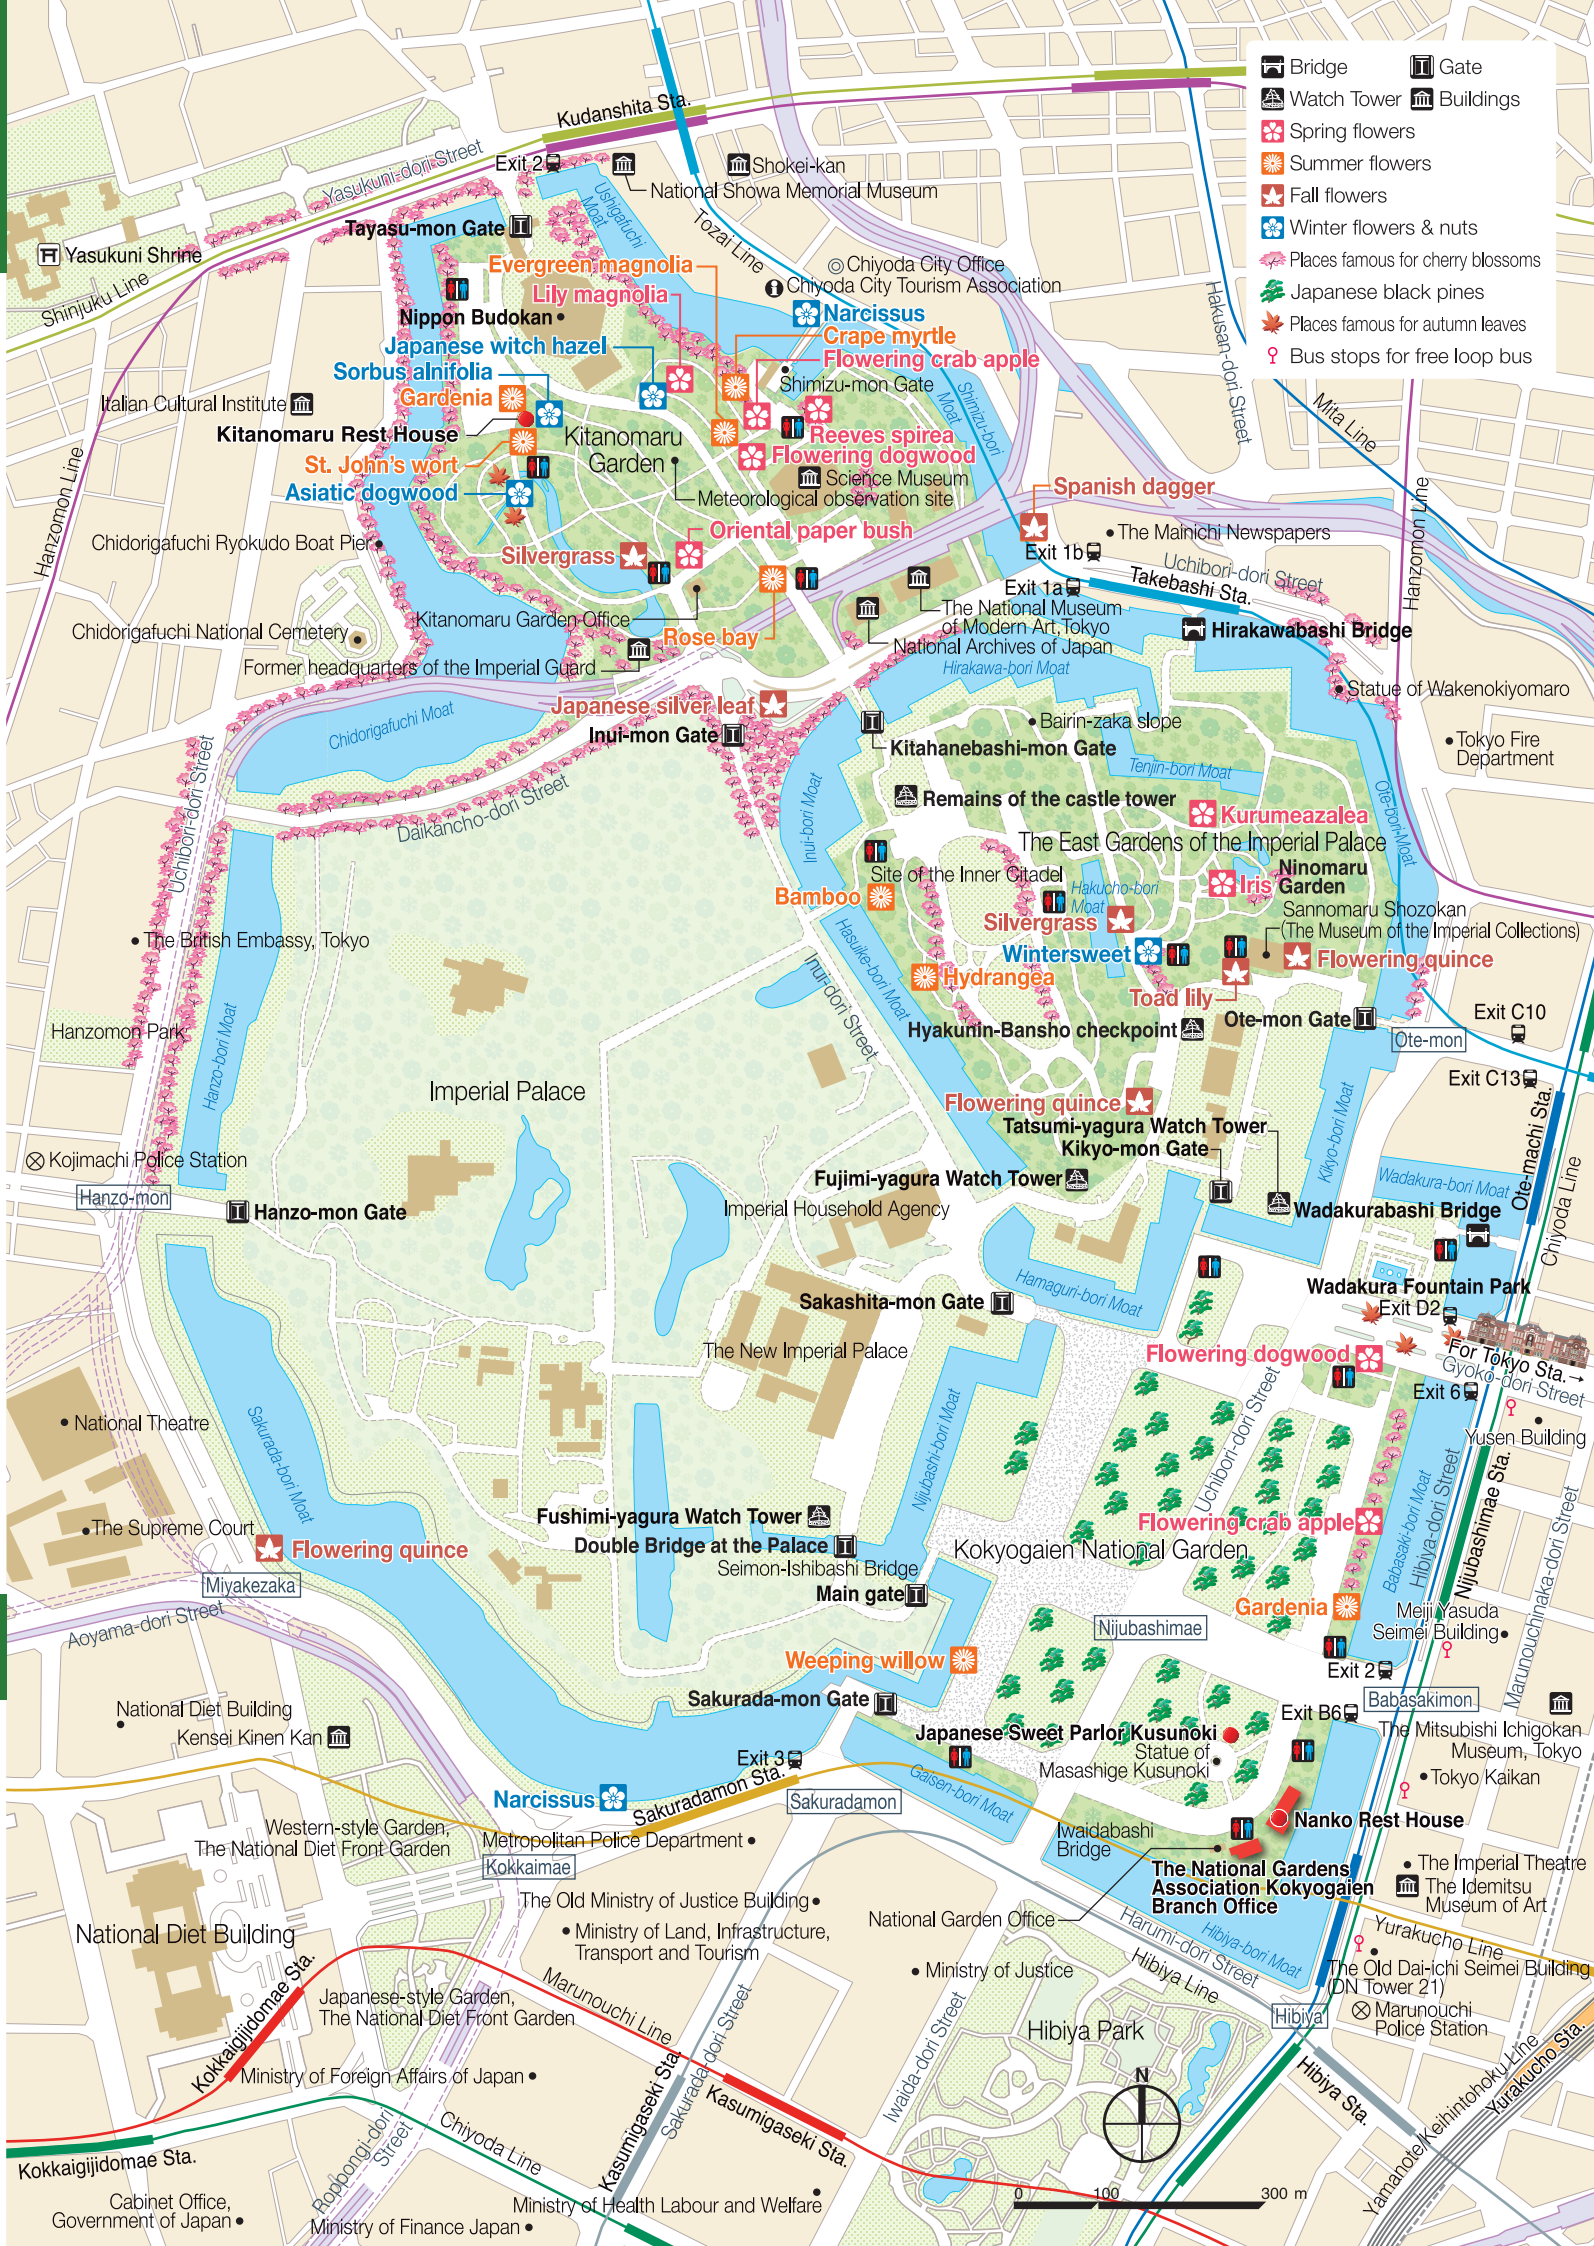 Bridge
Gate
Watch Tower
Buildings
Spring flowers
Summer flowers
Fall flowers
Winter flowers & nuts
Places famous for cherry blossoms
Japanese black pines
Places famous for autumn leaves
Bus stops for free loop bus
Kudanshita Sta.
Exit 2
Yasukuni-dori Street
Shokei-kan
National Showa Memorial Museum
Ushigafuchi
Moat
Tozai Line
Tayasu-mon Gate
Yasukuni Shrine
Shinjuku Line
Evergreen magnolia
Chiyoda City Office
Chiyoda City Tourism Association
Lily magnolia
Nippon Budokan
Narcissus
Crape myrtle
Japanese witch hazel
Flowering crab apple
Sorbus alnifolia
Shimizu-mon Gate
Gardenia
Italian Cultural Institute
Kitanomaru Rest House
Kitanomaru
Garden
Reeves spirea
Flowering dogwood
St. John's wort
Science Museum
Asiatic dogwood
Meteorological observation site
Shimizu-bori
Moat
Hakusan-dori Street
Mita Line
Hanzomon Line
Hanzomon Line
Spanish dagger
The Mainichi Newspapers
Oriental paper bush
Silvergrass
Chidorigafuchi Ryokudo Boat Pier
Exit 1b
Uchibori-dori Street
Takebashi Sta.
Exit 1a
The National Museum
of Modern Art,Tokyo
Kitanomaru Garden Office
National Archives of Japan
Hirakawabashi Bridge
Chidorigafuchi National Cemetery
Rose bay
Former headquarters of the Imperial Guard
Hirakawa-bori Moat
Statue of Wakenokiyomaro
Japanese silver leaf
Chidorigafuchi Moat
Inui-mon Gate
Bairin-zaka slope
Kitahanebashi-mon Gate
Tokyo Fire
Department
Tenjin-bori Moat
Ote-bori-Moat
Uchibori-dori Street
Daikancho-dori Street
Inui-bori Moat
Remains of the castle tower
Kurumeazalea
The East Gardens of the Imperial Palace
Site of the Inner Citadel
Ninomaru
Garden
Iris
Bamboo
Hakucho-bori
Moat
Silvergrass
Sannomaru Shozokan
(The Museum of the Imperial Collections)
Wintersweet
Flowering quince
The British Embassy, Tokyo
Hasuike-bori Moat
Inui-dori Street
Hydrangea
Toad lily
Hyakunin-Bansho checkpoint
Ote-mon Gate
Exit C10
Ote-mon
Hanzomon Park
Hanzo-bori Moat
Exit C13
Imperial Palace
Flowering quince
Tatsumi-yagura Watch Tower
Kikyo-mon Gate
Kikyo-bori Moat
Ote-machi Sta.
Chiyoda Line
Kojimachi Police Station
Hanzo-mon
Hanzo-mon Gate
Fujimi-yagura Watch Tower
Imperial Household Agency
Wadakura-bori Moat
Wadakurabashi Bridge
Hamaguri-bori Moat
Wadakura Fountain Park
Exit D2
Sakashita-mon Gate
The New Imperial Palace
Flowering dogwood
For Tokyo Sta.→
Gyoko-dori Street
Exit 6
National Theatre
Sakurada-bori Moat
Nijubashi-bori Moat
Uchibori-dori Street
Yusen Building
Babasaki-bori Moat
Hibiya-dori Street
Nijubashimae Sta.
Marunouchinaka-dori Street
The Supreme Court
Flowering quince
Fushimi-yagura Watch Tower
Double Bridge at the Palace
Seimon-Ishibashi Bridge
Main gate
Flowering crab apple
Kokyogaien National Garden
Miyakezaka
Aoyama-dori Street
Gardenia
Nijubashimae
Meiji Yasuda
Seimei Building
Weeping willow
Exit 2
Sakurada-mon Gate
Babasakimon
National Diet Building
Kensei Kinen Kan
Japanese Sweet Parlor Kusunoki
Exit B6
Statue of
Masashige Kusunoki
The Mitsubishi Ichigokan
Museum, Tokyo
Exit 3
Sakuradamon Sta.
Narcissus
Sakuradamon
Gaisen-bori Moat
Tokyo Kaikan
Nanko Rest House
Western-style Garden,
The National Diet Front Garden
Metropolitan Police Department
Iwaidabashi
Bridge
Kokkaimae
The National Gardens
Association Kokyogaien
Branch Office
The Imperial Theatre
The Idemitsu
Museum of Art
National Diet Building
The Old Ministry of Justice Building
Ministry of Land, Infrastructure,
Transport and Tourism
National Garden Office
Harumi-dori Street
Hibiya-bori Moat
Yurakucho Line
Hibiya Line
Ministry of Justice
The Old Dai-ichi Seimei Building
(DN Tower 21)
Marunouchi
Police Station
Hibiya
Kokkaigijidomae Sta.
Japanese-style Garden,
The National Diet Front Garden
Marunouchi Line
Sakurada-dori Street
Iwaida-dori Street
Hibiya Park
N
Hibiya Sta.
Yamanote/Keihintohoku Line
Yurakucho Sta.
Ministry of Foreign Affairs of Japan
Kasumigaseki Sta.
Kasumigaseki Sta.
Chiyoda Line
Roppongi-dori
Street
Kokkaigijidomae Sta.
Cabinet Office,
Government of Japan
Ministry of Finance Japan
Ministry of Health Labour and Welfare
0 100 300 m